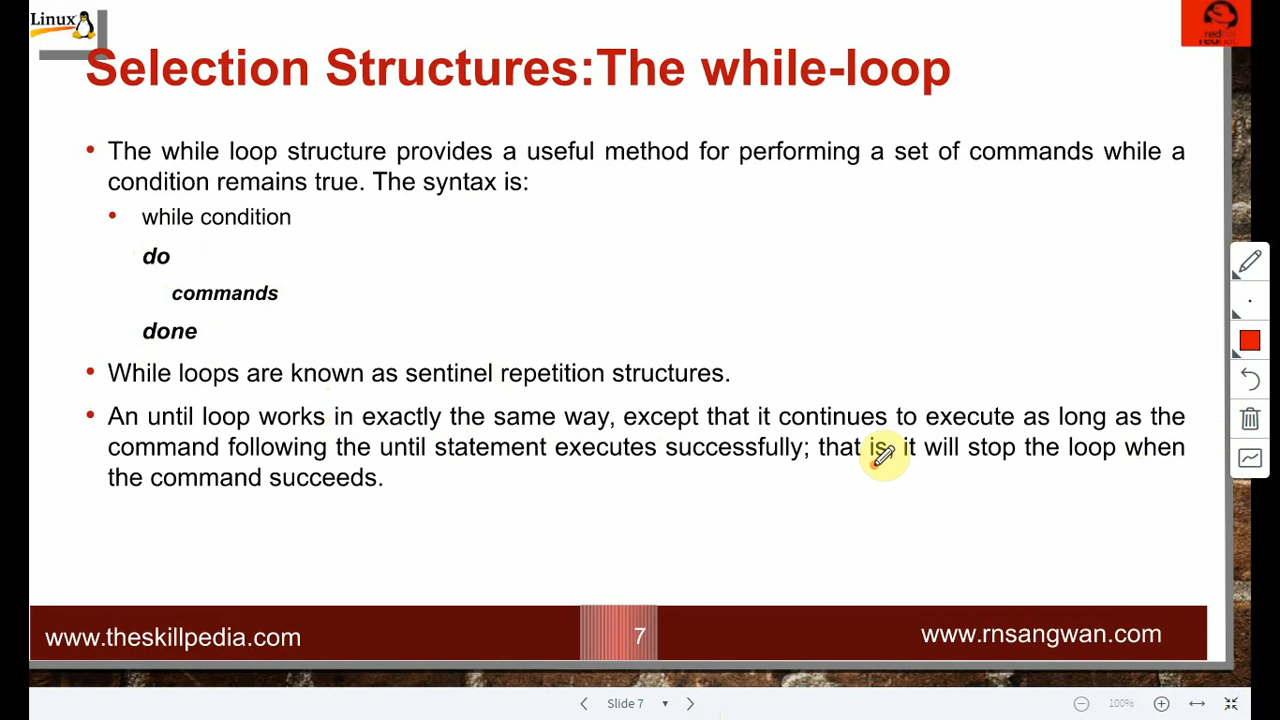 Linux
Selection Structures:The while-loop
• The while loop structure provides a useful method for performing a set of commands while a
condition remains true. The syntax is:
• while condition
do
commands
done
• While loops are known as sentinel repetition structures.
• An until loop works in exactly the same way, except that it continues to execute as long as the
command following the until statement executes successfully; that is, it will stop the loop when
the command succeeds.
www.theskillpedia.com
7
www.rnsangwan.com
Slide 7
100%